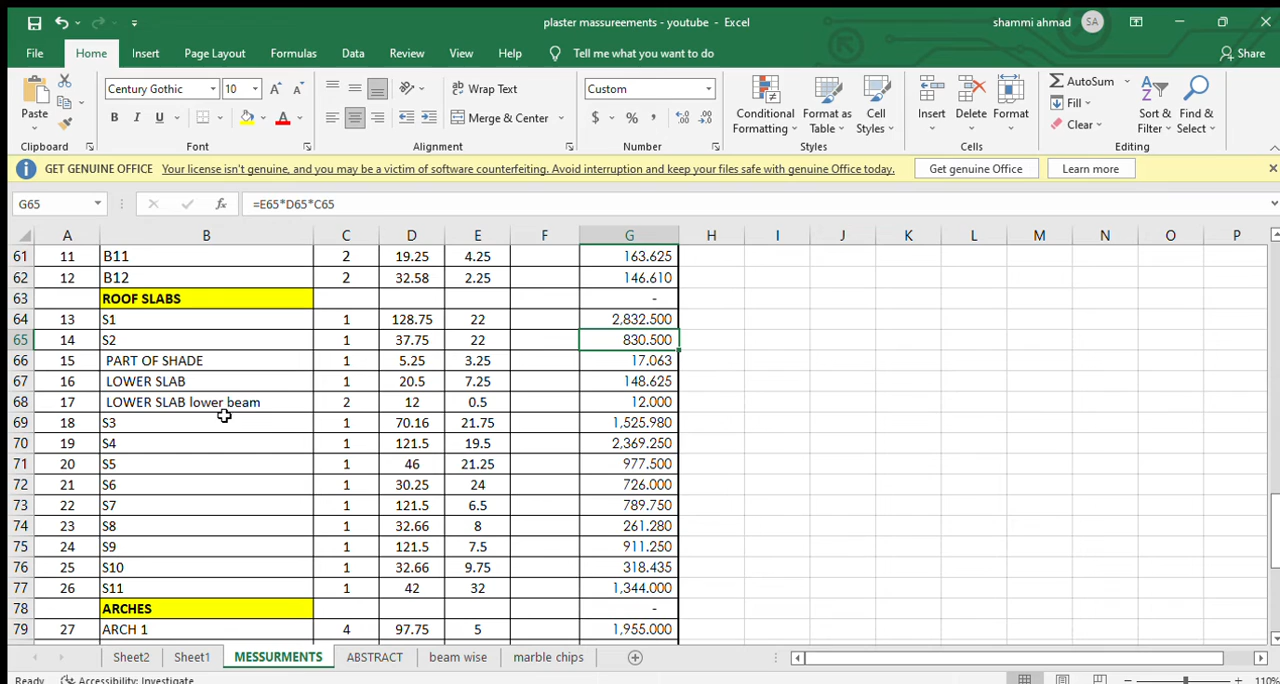 plaster massureements - youtube - Excel
shammi ahmad SA
File Home Insert Page Layout Formulas Data Review View Help Tell me what you want to do Share
Paste Century Gothic 10 Wrap Text Custom Conditional Formatting Format as Table Cell Styles Insert Delete Format AutoSum Sort & Filter Find & Select
B I U A Merge & Center $ % Fill
Clear
Clipboard Font Alignment Number Styles Cells Editing
GET GENUINE OFFICE Your license isn't genuine, and you may be a victim of software counterfeiting. Avoid interruption and keep your files safe with genuine Office today. Get genuine Office Learn more
G65 fx =E65*D65*C65
A B C D E F G H I J K L M N O P
61 11 B11 2 19.25 4.25 163.625
62 12 B12 2 32.58 2.25 146.610
63 ROOF SLABS -
64 13 S1 1 128.75 22 2,832.500
65 14 S2 1 37.75 22 830.500
66 15 PART OF SHADE 1 5.25 3.25 17.063
67 16 LOWER SLAB 1 20.5 7.25 148.625
68 17 LOWER SLAB lower beam 2 12 0.5 12.000
69 18 S3 1 70.16 21.75 1,525.980
70 19 S4 1 121.5 19.5 2,369.250
71 20 S5 1 46 21.25 977.500
72 21 S6 1 30.25 24 726.000
73 22 S7 1 121.5 6.5 789.750
74 23 S8 1 32.66 8 261.280
75 24 S9 1 121.5 7.5 911.250
76 25 S10 1 32.66 9.75 318.435
77 26 S11 1 42 32 1,344.000
78 ARCHES -
79 27 ARCH 1 4 97.75 5 1,955.000
Sheet2 Sheet1 MESSURMENTS ABSTRACT beam wise marble chips
Ready Accessibility: Investigate 110%